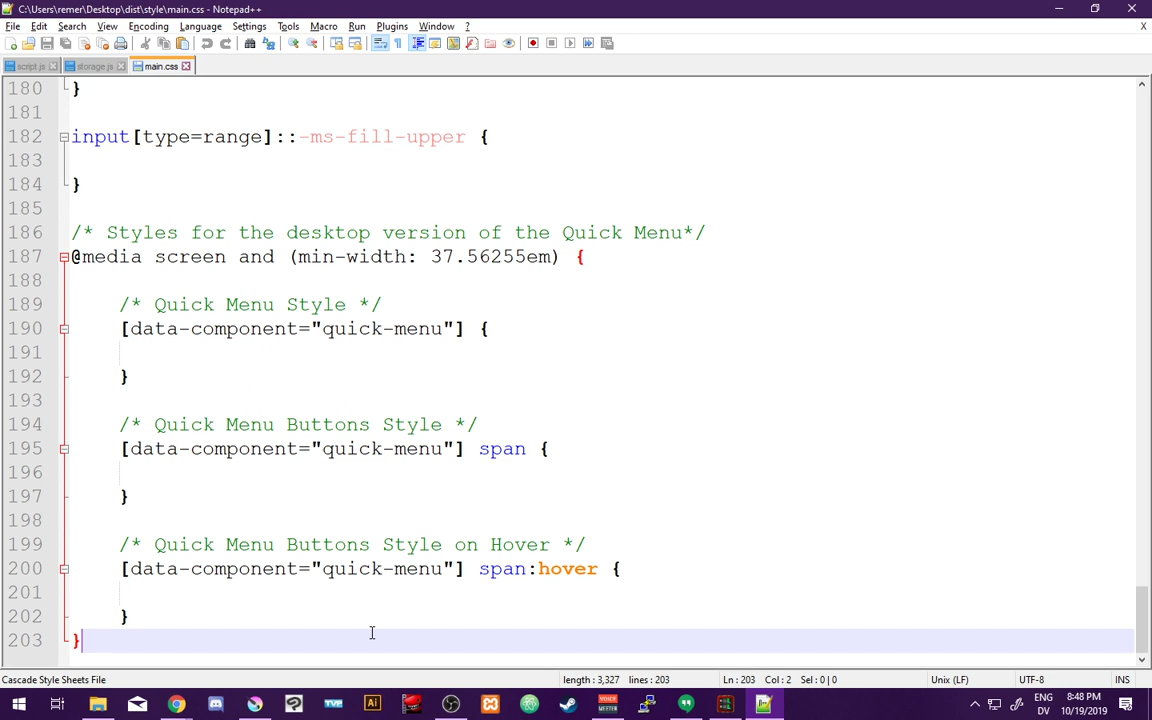 C:\Users\remer\Desktop\dist\style\main.css - Notepad++
File Edit Search View Encoding Language Settings Tools Macro Run Plugins Window ?
X
script.js storage.js main.css
180 }
181
182 input[type=range]::-ms-fill-upper {
183
184 }
185
186 /* Styles for the desktop version of the Quick Menu*/
187 @media screen and (min-width: 37.56255em) {
188
189 /* Quick Menu Style */
190 [data-component="quick-menu"] {
191
192 }
193
194 /* Quick Menu Buttons Style */
195 [data-component="quick-menu"] span {
196
197 }
198
199 /* Quick Menu Buttons Style on Hover */
200 [data-component="quick-menu"] span:hover {
201
202 }
203 }
Cascade Style Sheets File length : 3,327 lines : 203 Ln : 203 Col : 2 Sel : 0 | 0 Unix (LF) UTF-8 INS
TVP Ai VOICE MEETER ENG 8:48 PM
DV 10/19/2019